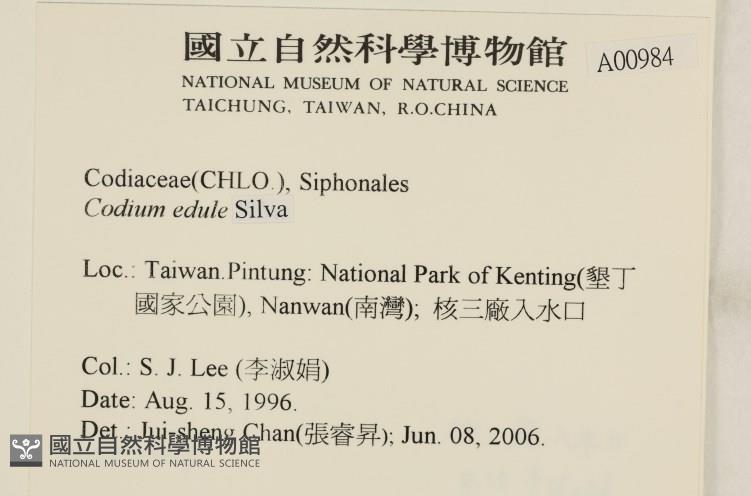 國立自然科學博物館
A00984
NATIONAL MUSEUM OF NATURAL SCIENCE
TAICHUNG, TAIWAN, R.O.CHINA
Codiaceae(CHLO.), Siphonales
Codium edule Silva
Loc.: Taiwan.Pintung: National Park of Kenting(墾丁
國家公園), Nanwan(南灣); 核三廠入水口
Col.: S. J. Lee (李淑娟)
Date: Aug. 15, 1996.
Det.: Jui-sheng Chan(張睿昇); Jun. 08, 2006.
國立自然科學博物館
NATIONAL MUSEUM OF NATURAL SCIENCE